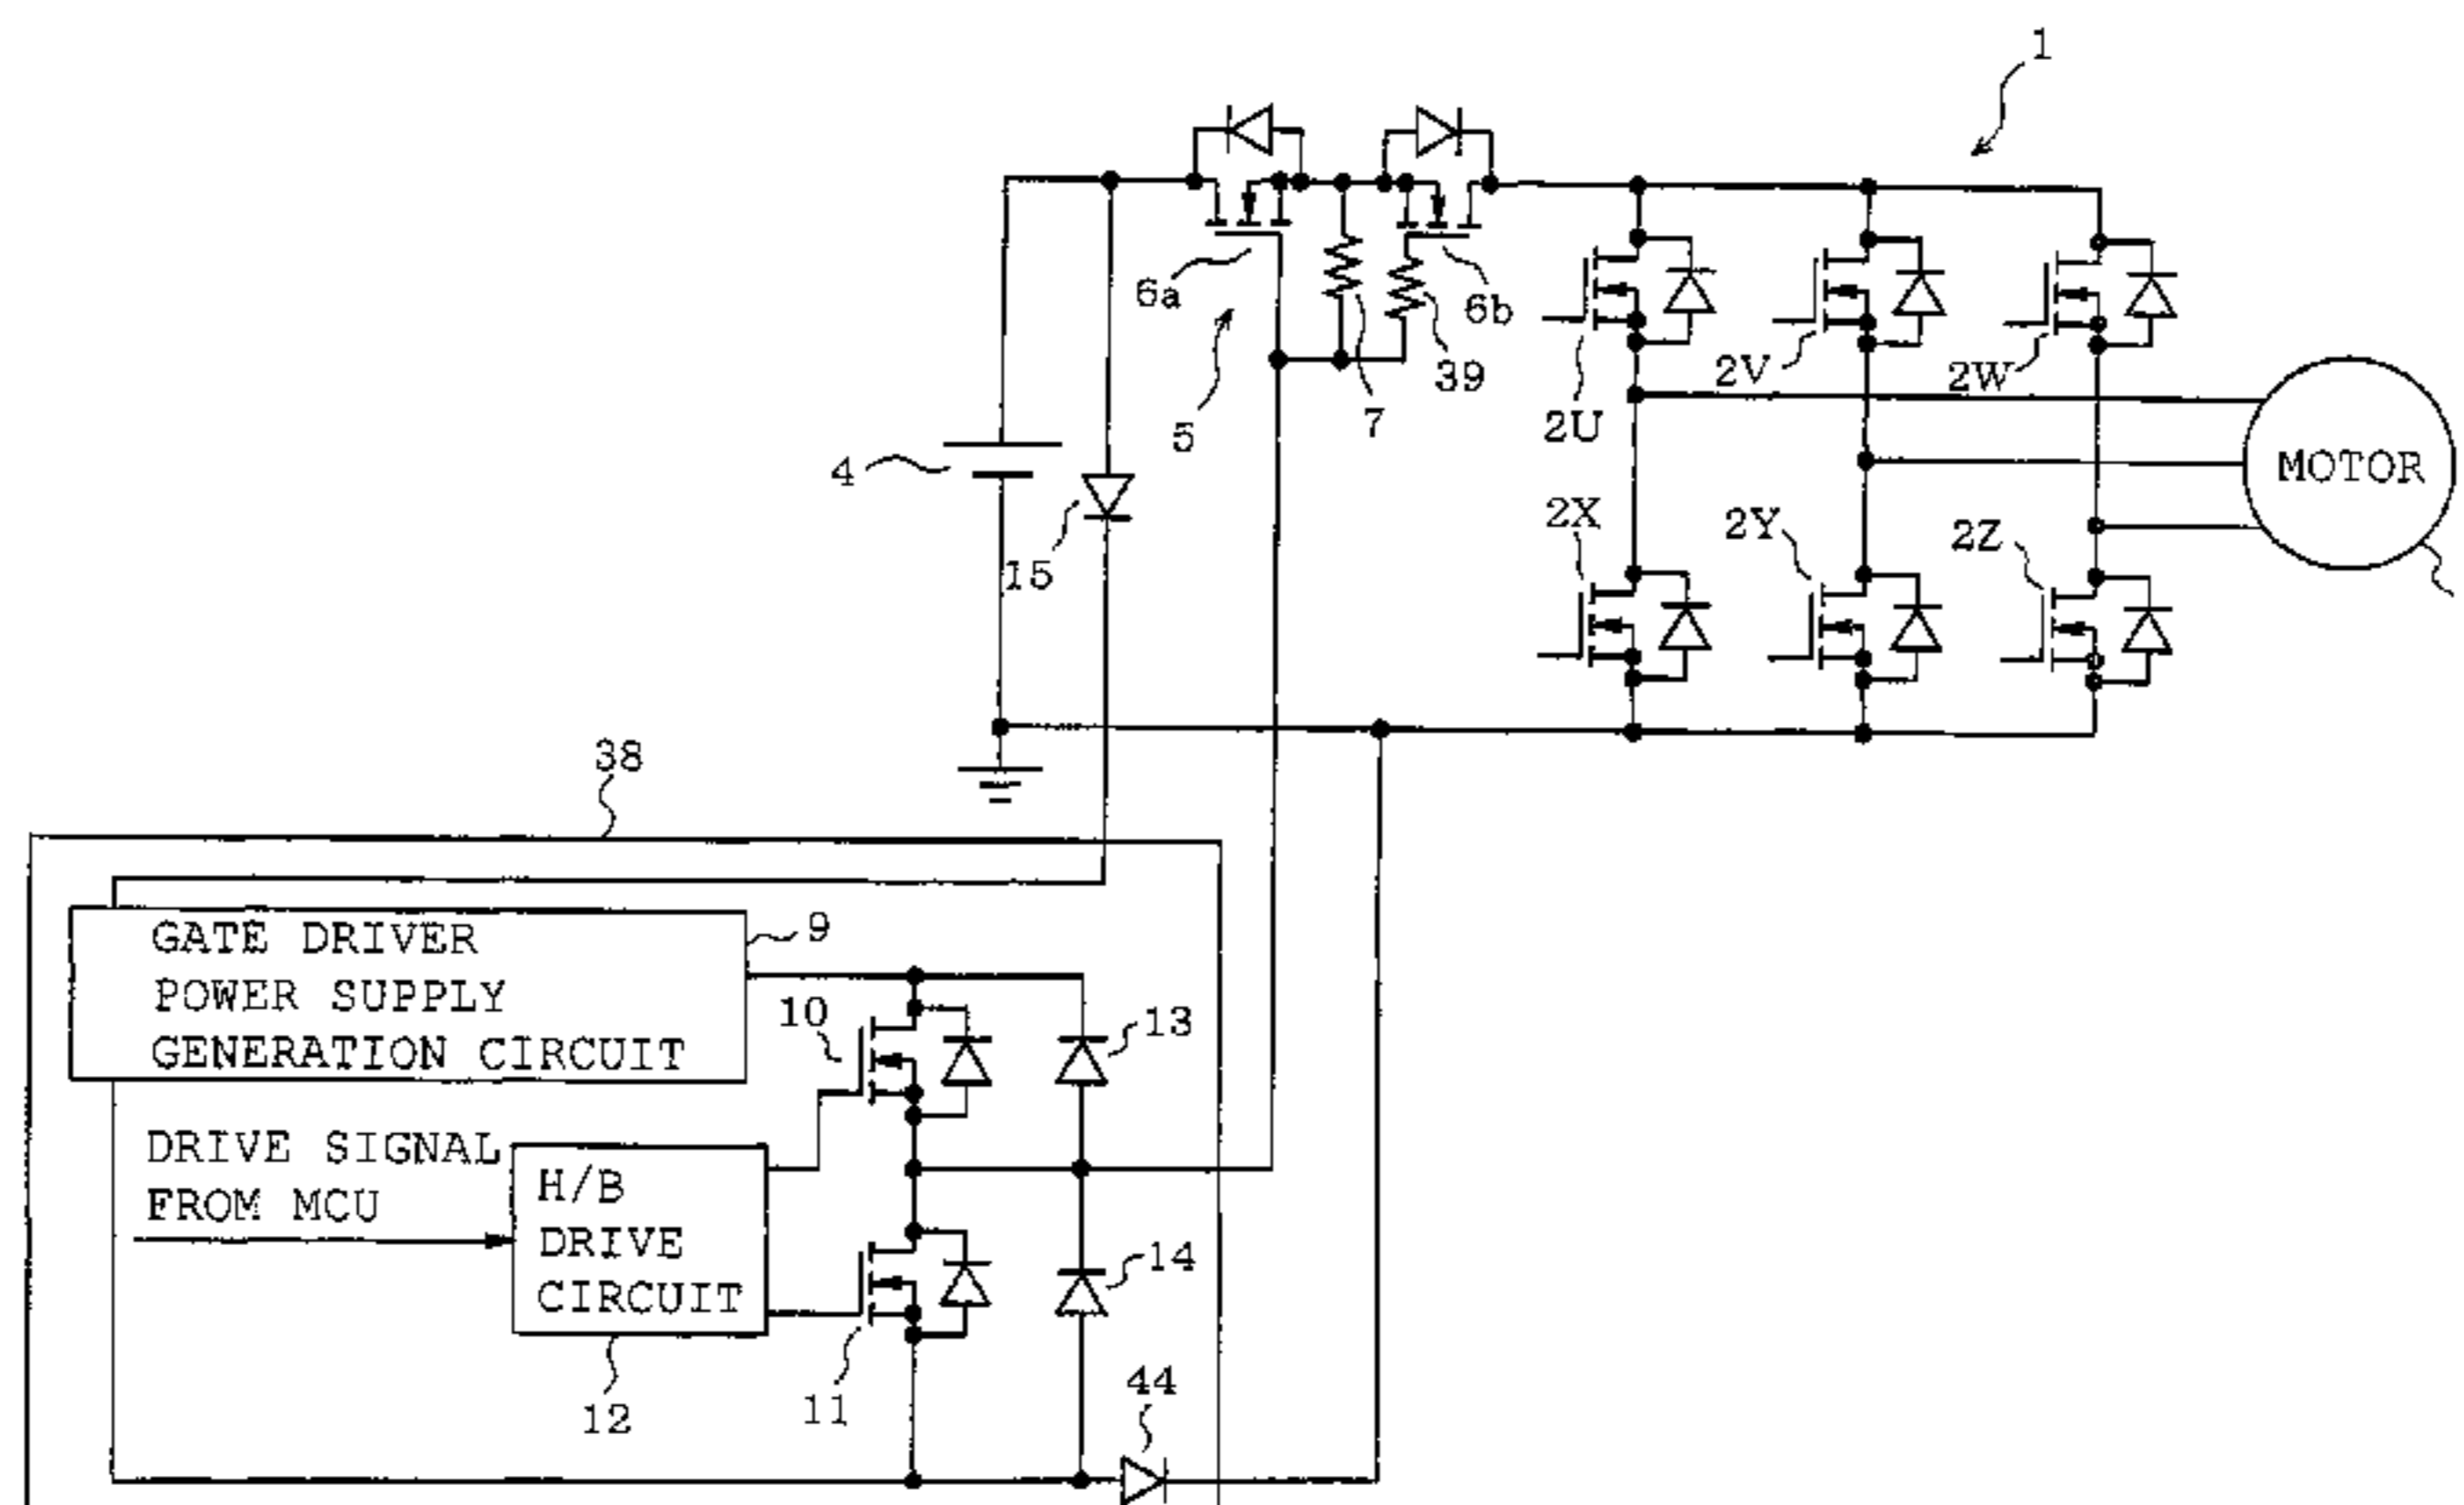 1
6a
6b
5
7
39
2U
2V
2W
4
15
MOTOR
2X
2Y
2Z
38
GATE DRIVER
POWER SUPPLY
GENERATION CIRCUIT
9
10
13
DRIVE SIGNAL
FROM MCU
H/B
DRIVE
CIRCUIT
14
12
11
44